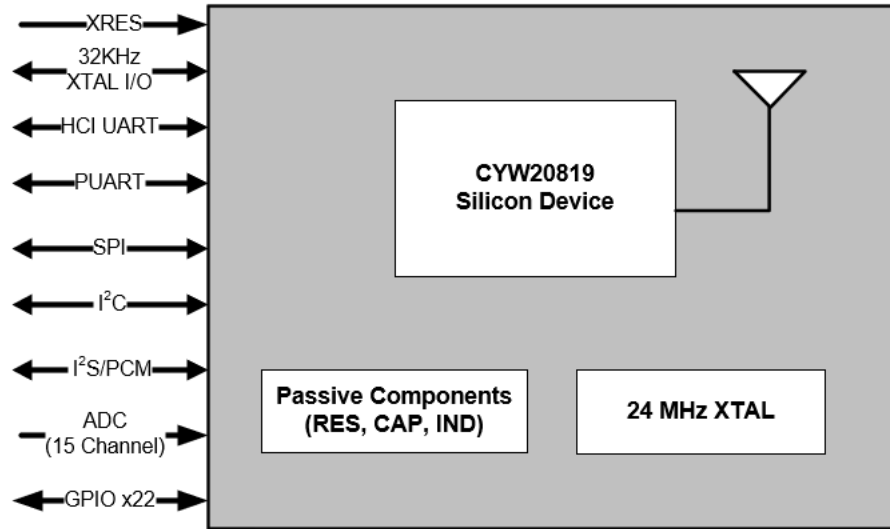 XRES
32KHz
XTAL I/O
HCI UART
PUART
SPI
I²C
I²S/PCM
ADC
(15 Channel)
GPIO x22
CYW20819
Silicon Device
Passive Components
(RES, CAP, IND)
24 MHz XTAL